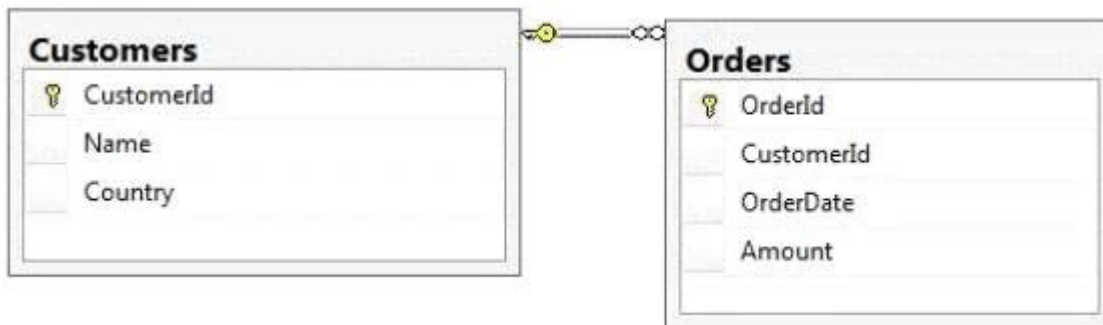 Customers
CustomerId
Name
Country
Orders
OrderId
CustomerId
OrderDate
Amount